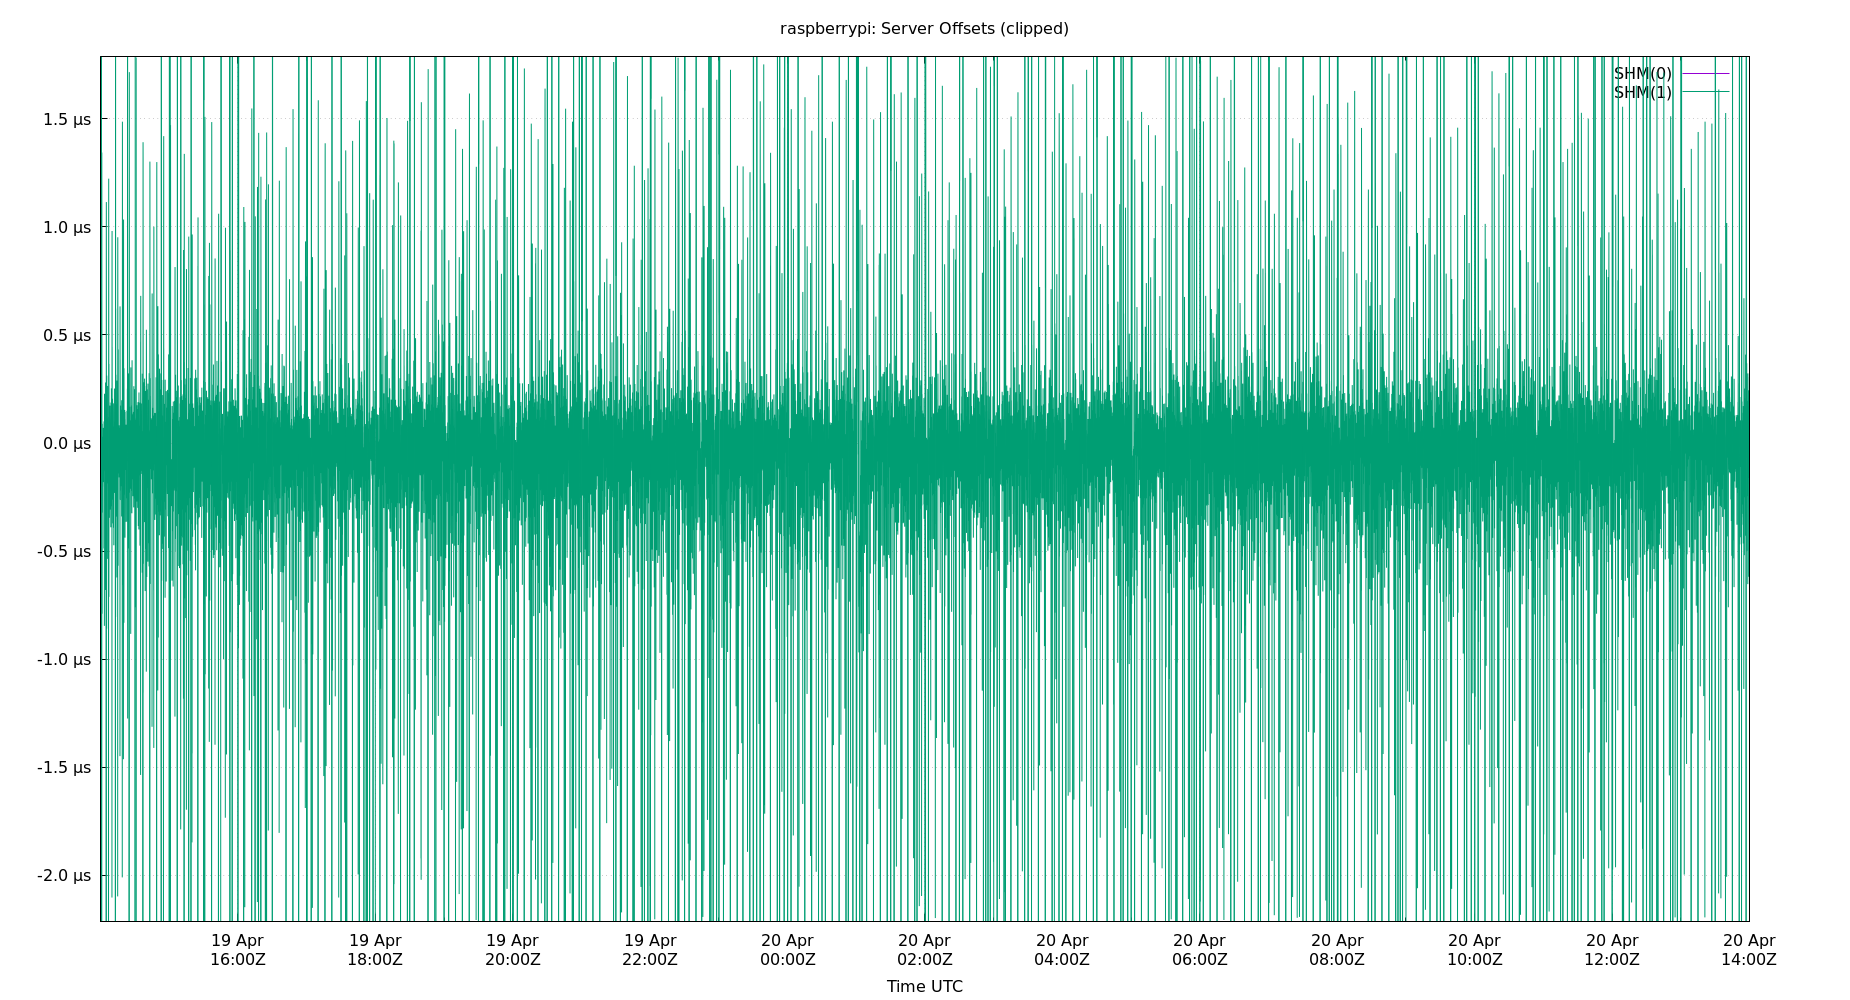 raspberrypi: Server Offsets (clipped)
SHM(0)
SHM(1)
1.5 µs
1.0 µs
0.5 µs
0.0 µs
-0.5 µs
-1.0 µs
-1.5 µs
-2.0 µs
19 Apr 19 Apr 19 Apr 19 Apr 20 Apr 20 Apr 20 Apr 20 Apr 20 Apr 20 Apr 20 Apr 20 Apr
16:00Z 18:00Z 20:00Z 22:00Z 00:00Z 02:00Z 04:00Z 06:00Z 08:00Z 10:00Z 12:00Z 14:00Z
Time UTC